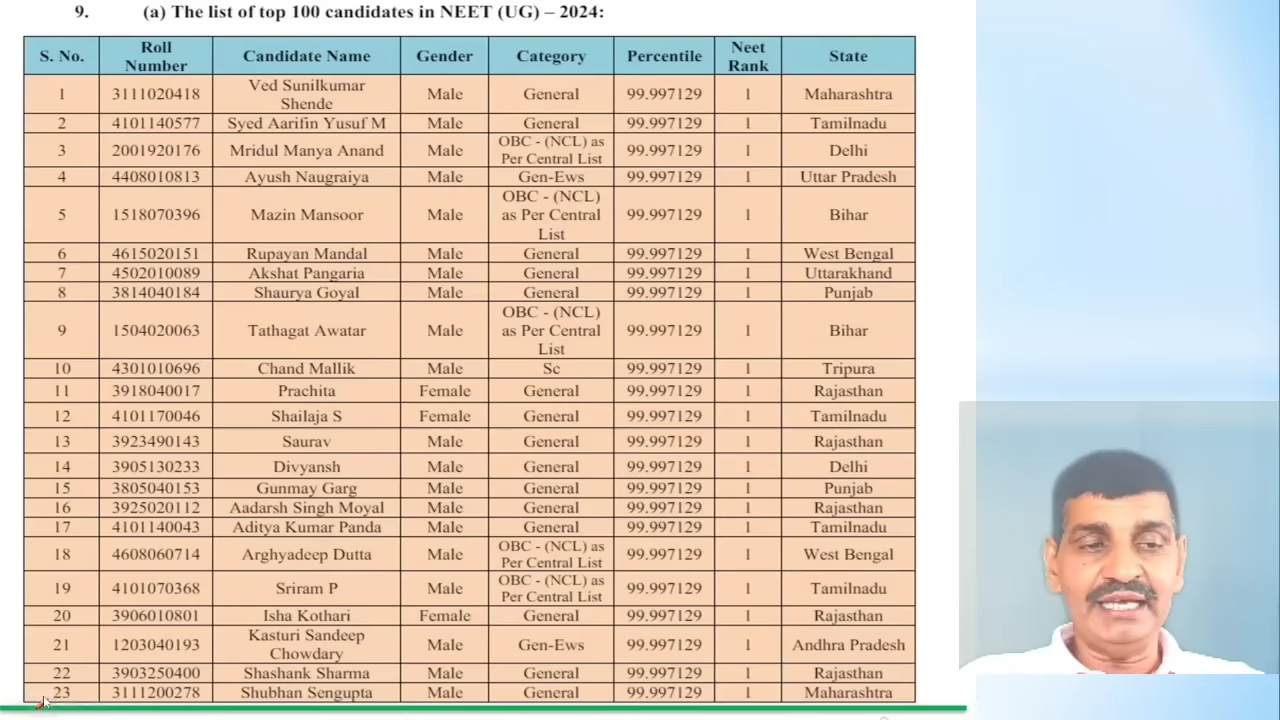 9. (a) The list of top 100 candidates in NEET (UG) – 2024:
S. No. Roll Number Candidate Name Gender Category Percentile Neet Rank State
1 3111020418 Ved Sunilkumar Shende Male General 99.997129 1 Maharashtra
2 4101140577 Syed Aarifin Yusuf M Male General 99.997129 1 Tamilnadu
3 2001920176 Mridul Manya Anand Male OBC - (NCL) as Per Central List 99.997129 1 Delhi
4 4408010813 Ayush Naugraiya Male Gen-Ews 99.997129 1 Uttar Pradesh
5 1518070396 Mazin Mansoor Male OBC - (NCL) as Per Central List 99.997129 1 Bihar
6 4615020151 Rupayan Mandal Male General 99.997129 1 West Bengal
7 4502010089 Akshat Pangaria Male General 99.997129 1 Uttarakhand
8 3814040184 Shaurya Goyal Male General 99.997129 1 Punjab
9 1504020063 Tathagat Awatar Male OBC - (NCL) as Per Central List 99.997129 1 Bihar
10 4301010696 Chand Mallik Male Sc 99.997129 1 Tripura
11 3918040017 Prachita Female General 99.997129 1 Rajasthan
12 4101170046 Shailaja S Female General 99.997129 1 Tamilnadu
13 3923490143 Saurav Male General 99.997129 1 Rajasthan
14 3905130233 Divyansh Male General 99.997129 1 Delhi
15 3805040153 Gunmay Garg Male General 99.997129 1 Punjab
16 3925020112 Aadarsh Singh Moyal Male General 99.997129 1 Rajasthan
17 4101140043 Aditya Kumar Panda Male General 99.997129 1 Tamilnadu
18 4608060714 Arghyadeep Dutta Male OBC - (NCL) as Per Central List 99.997129 1 West Bengal
19 4101070368 Sriram P Male OBC - (NCL) as Per Central List 99.997129 1 Tamilnadu
20 3906010801 Isha Kothari Female General 99.997129 1 Rajasthan
21 1203040193 Kasturi Sandeep Chowdary Male Gen-Ews 99.997129 1 Andhra Pradesh
22 3903250400 Shashank Sharma Male General 99.997129 1 Rajasthan
23 3111200278 Shubhan Sengupta Male General 99.997129 1 Maharashtra